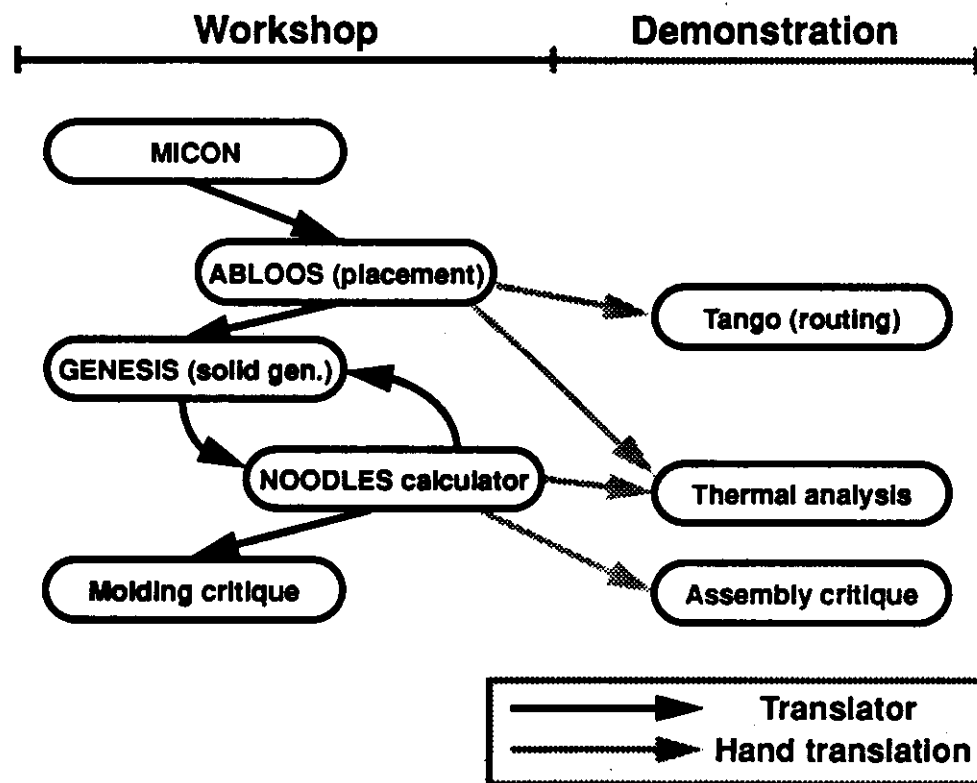 Workshop
Demonstration
MICON
ABLOOS (placement)
Tango (routing)
GENESIS (solid gen.)
NOODLES calculator
Thermal analysis
Molding critique
Assembly critique
Translator
Hand translation